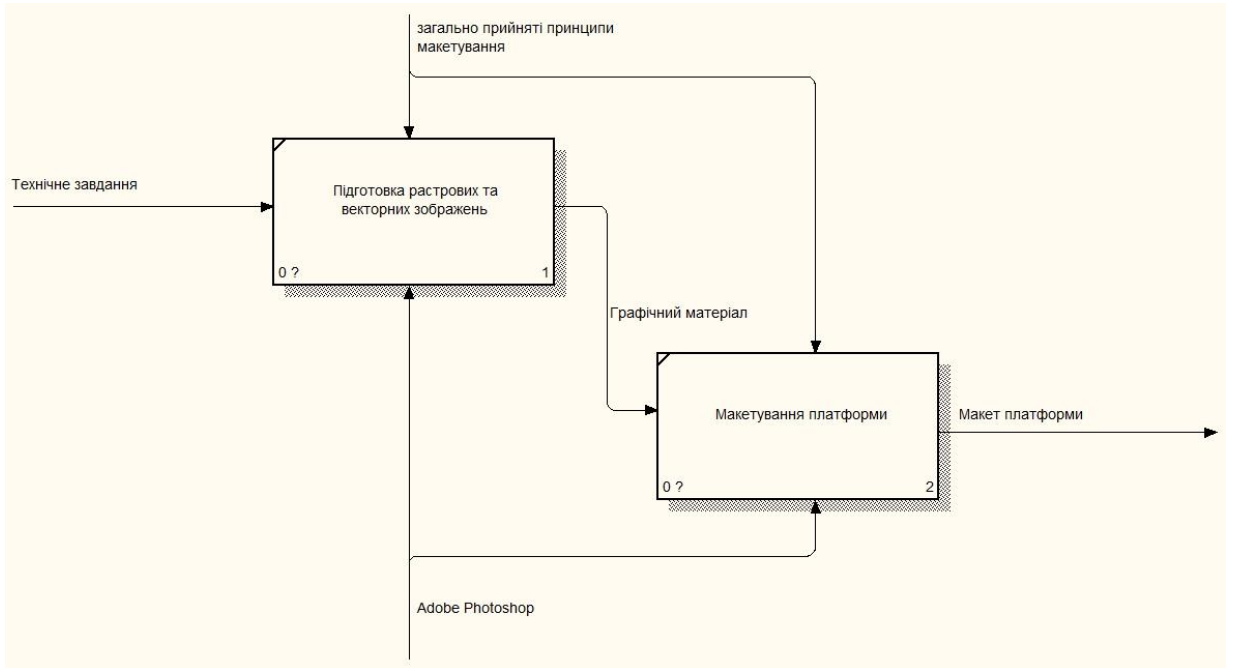 загально прийняті принципи
макетування
Технічне завдання
Підготовка растрових та
векторних зображень
0 ?
1
Графічний матеріал
Макетування платформи
0 ?
2
Макет платформи
Adobe Photoshop